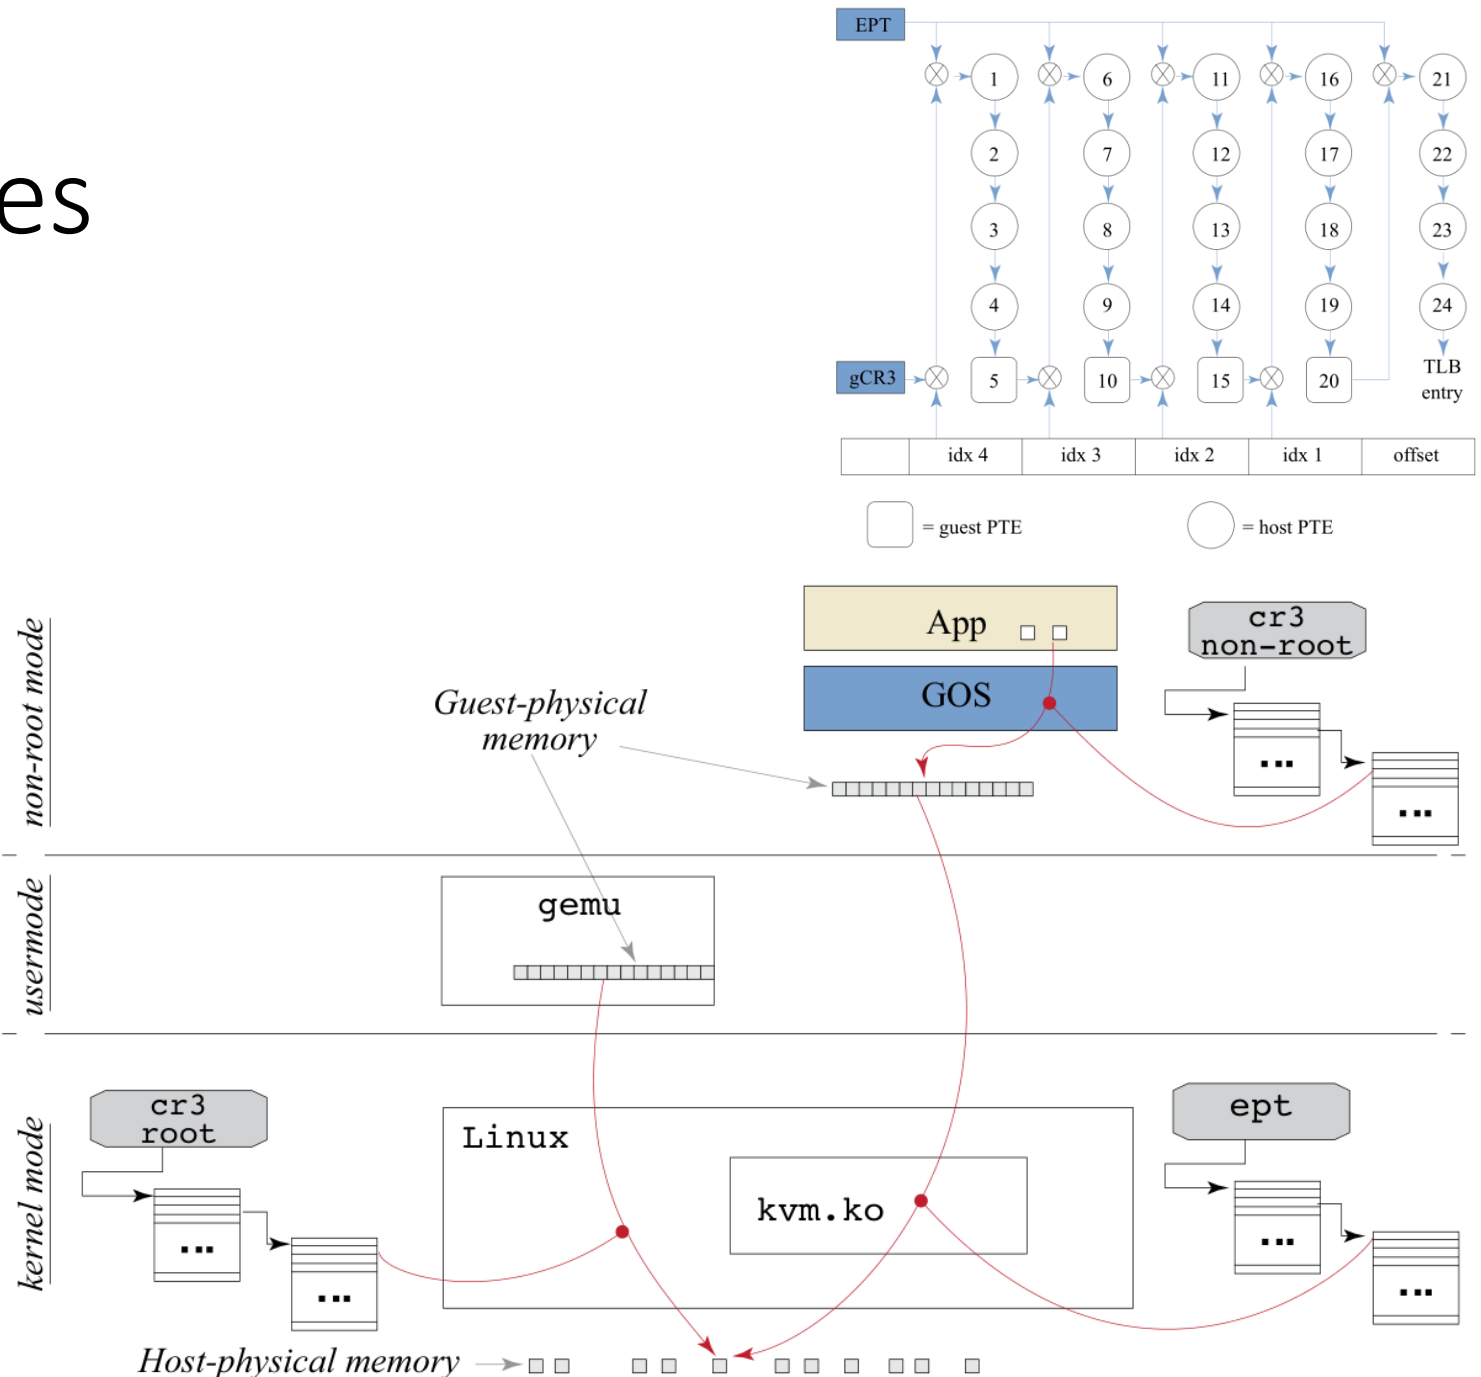 es
EPT
1 6 11 16 21
2 7 12 17 22
3 8 13 18 23
4 9 14 19 24
gCR3 5 10 15 20 TLB
entry
idx 4 idx 3 idx 2 idx 1 offset
= guest PTE = host PTE
non-root mode
App
GOS
cr3
non-root
...
...
Guest-physical
memory
usermode
gemu
kernel mode
cr3
root
...
...
Linux
kvm.ko
ept
...
...
Host-physical memory